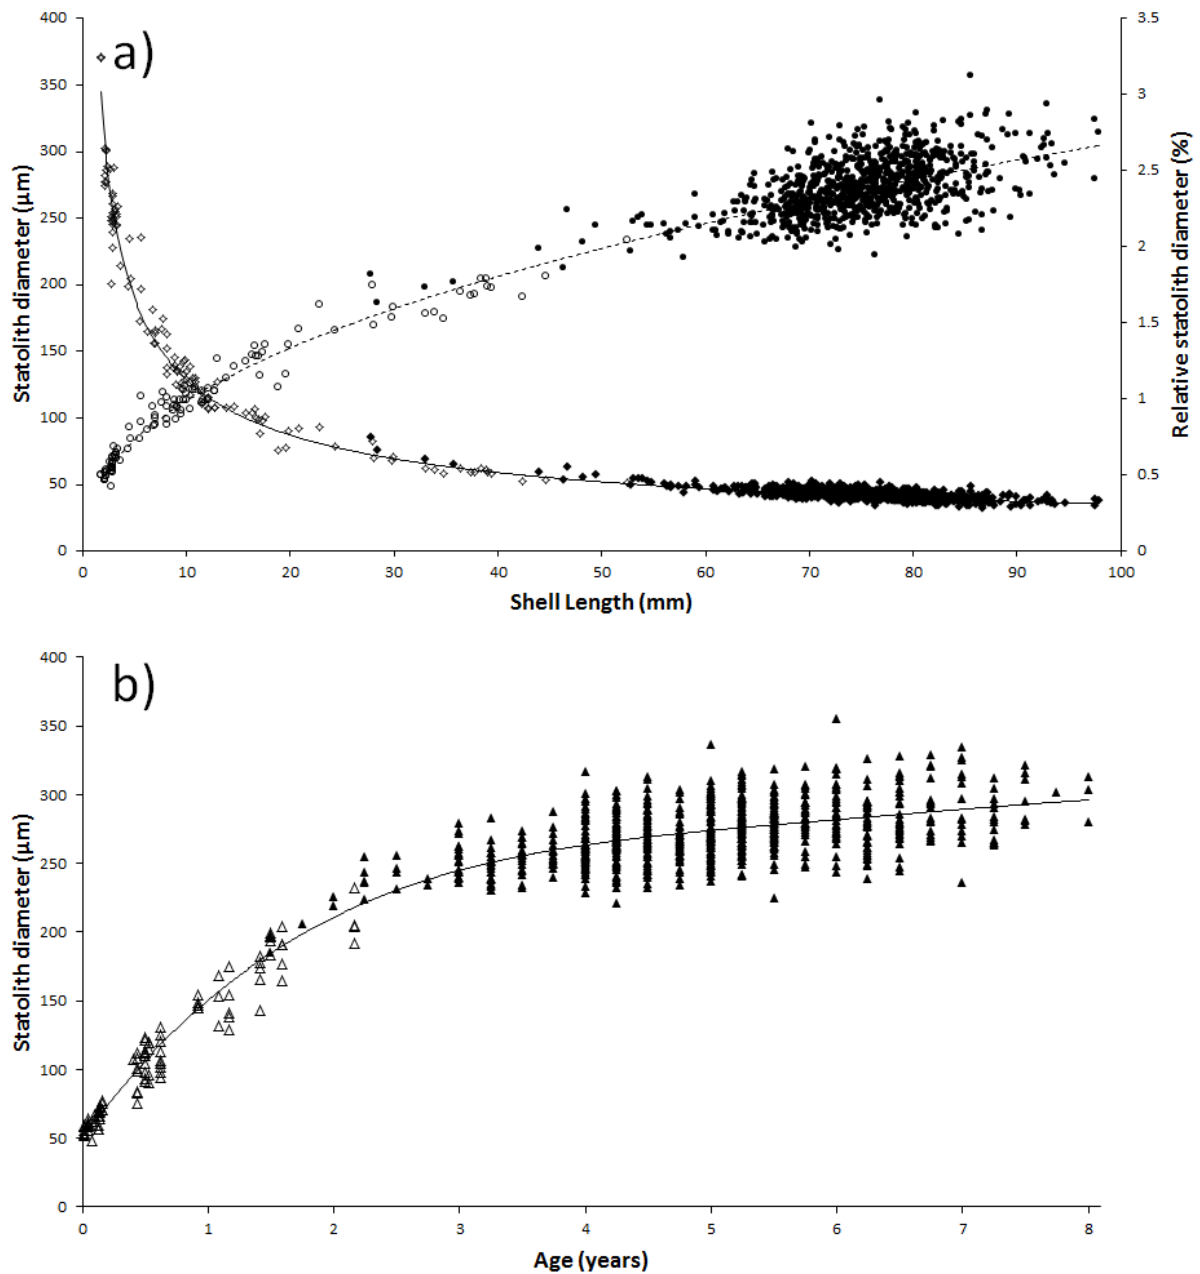 a)
400
350
300
250
200
150
100
50
0
Statolith diameter (µm)
3.5
3
2.5
2
1.5
1
0.5
0
Relative statolith diameter (%)
0 10 20 30 40 50 60 70 80 90 100
Shell Length (mm)
b)
400
350
300
250
200
150
100
50
0
Statolith diameter (µm)
0 1 2 3 4 5 6 7 8
Age (years)